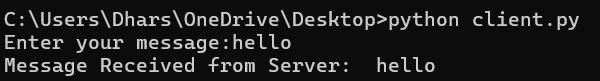 C:\Users\Dhars\OneDrive\Desktop>python client.py
Enter your message:hello
Message Received from Server:  hello